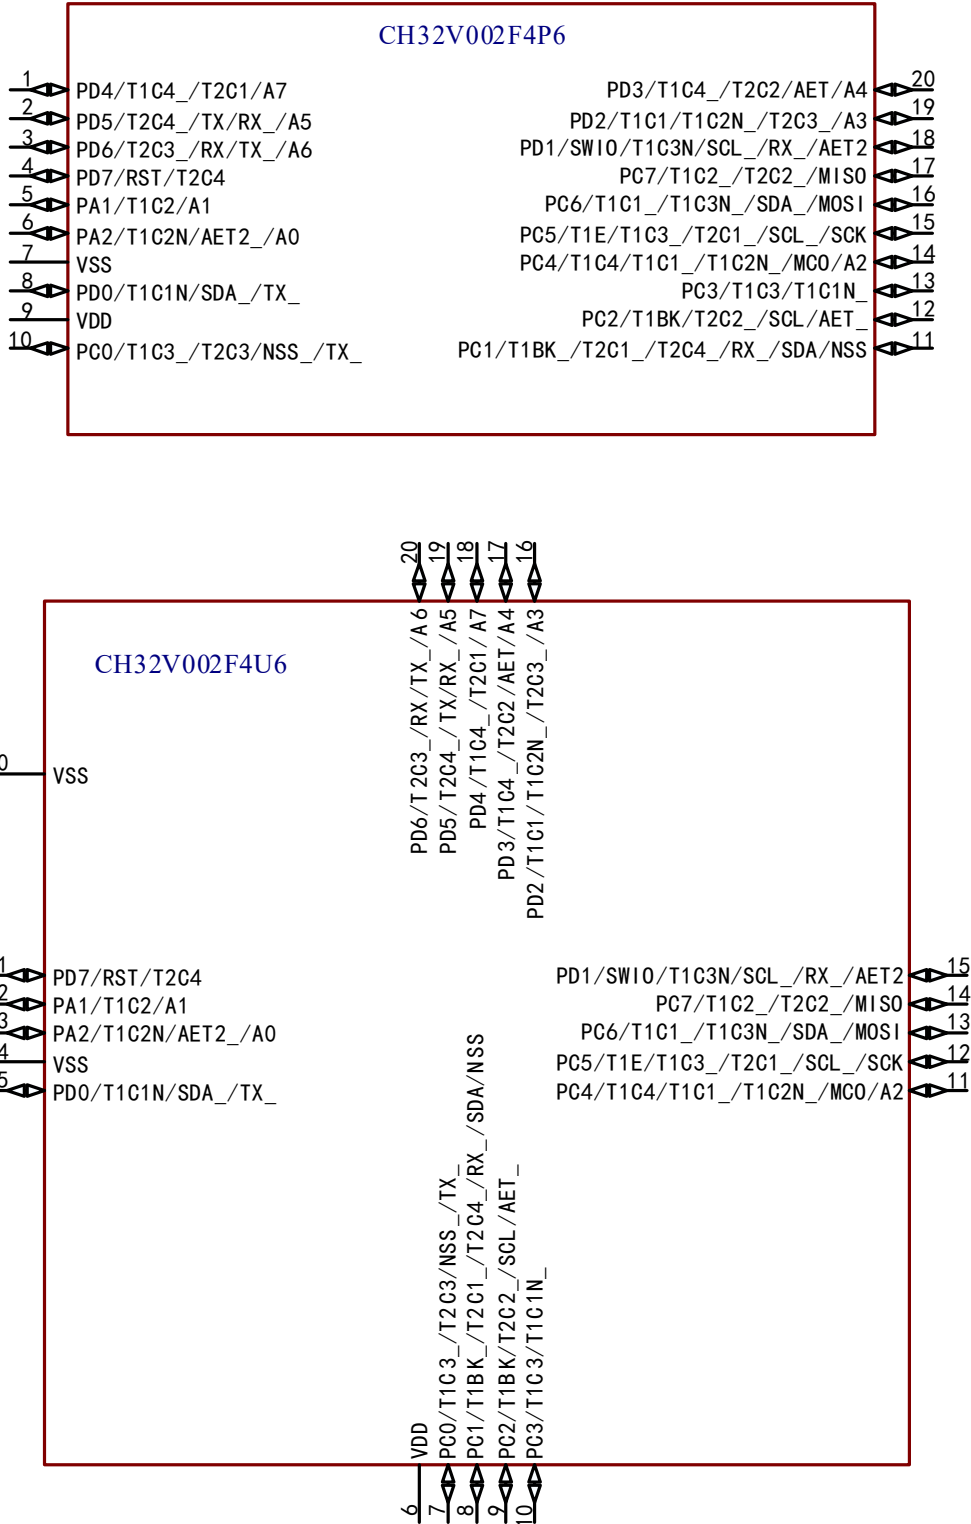 CH32V002F4P6
1 PD4/T1C4_/T2C1/A7
2 PD5/T2C4_/TX/RX_/A5
3 PD6/T2C3_/RX/TX_/A6
4 PD7/RST/T2C4
5 PA1/T1C2/A1
6 PA2/T1C2N/AET2_/A0
7 VSS
8 PD0/T1C1N/SDA_/TX_
9 VDD
10 PC0/T1C3_/T2C3/NSS_/TX_
PD3/T1C4_/T2C2/AET/A4 20
PD2/T1C1/T1C2N_/T2C3_/A3 19
PD1/SWIO/T1C3N/SCL_/RX_/AET2 18
PC7/T1C2_/T2C2_/MISO 17
PC6/T1C1_/T1C3N_/SDA_/MOSI 16
PC5/T1E/T1C3_/T2C1_/SCL_/SCK 15
PC4/T1C4/T1C1_/T1C2N_/MCO/A2 14
PC3/T1C3/T1C1N_ 13
PC2/T1BK/T2C2_/SCL/AET_ 12
PC1/T1BK_/T2C1_/T2C4_/RX_/SDA/NSS 11
CH32V002F4U6
20 PD6/T2C3_/RX/TX_/A6
19 PD5/T2C4_/TX/RX_/A5
18 PD4/T1C4_/T2C1/A7
17 PD3/T1C4_/T2C2/AET/A4
16 PD2/T1C1/T1C2N_/T2C3_/A3
0 VSS
1 PD7/RST/T2C4
2 PA1/T1C2/A1
3 PA2/T1C2N/AET2_/A0
4 VSS
5 PD0/T1C1N/SDA_/TX_
PD1/SWIO/T1C3N/SCL_/RX_/AET2 15
PC7/T1C2_/T2C2_/MISO 14
PC6/T1C1_/T1C3N_/SDA_/MOSI 13
PC5/T1E/T1C3_/T2C1_/SCL_/SCK 12
PC4/T1C4/T1C1_/T1C2N_/MCO/A2 11
6 VDD
7 PC0/T1C3_/T2C3/NSS_/TX_
8 PC1/T1BK_/T2C1_/T2C4_/RX_/SDA/NSS
9 PC2/T1BK/T2C2_/SCL/AET_
10 PC3/T1C3/T1C1N_